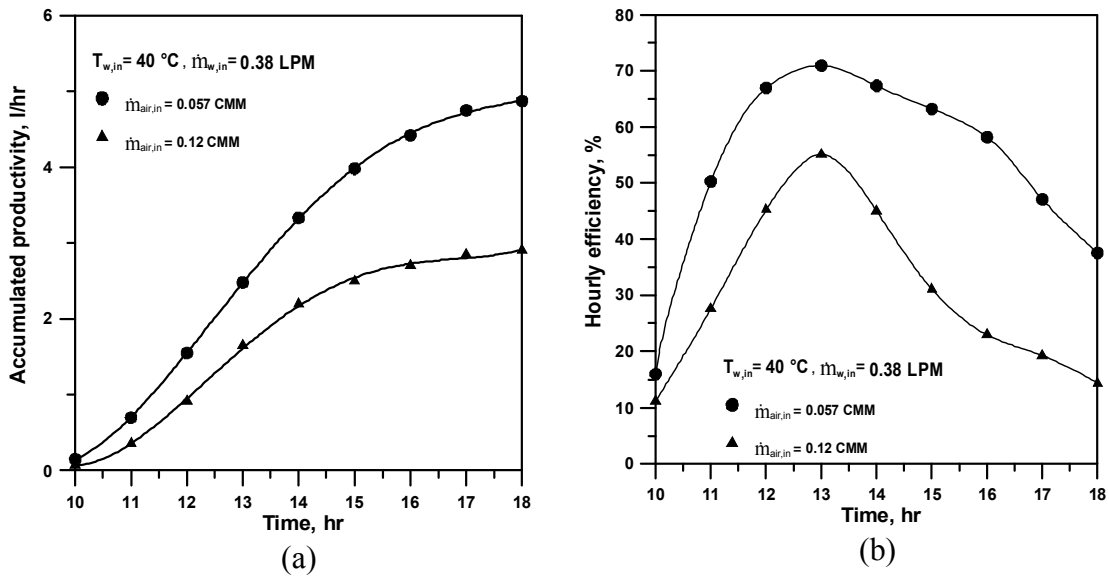 Accumulated productivity, l/hr
6
4
2
0
T_w,in= 40 °C , ṁ_w,in= 0.38 LPM
ṁ_air,in = 0.057 CMM
ṁ_air,in = 0.12 CMM
10 11 12 13 14 15 16 17 18
Time, hr
(a)
Hourly efficiency, %
80
70
60
50
40
30
20
10
0
T_w,in= 40 °C , ṁ_w,in= 0.38 LPM
ṁ_air,in = 0.057 CMM
ṁ_air,in = 0.12 CMM
10 11 12 13 14 15 16 17 18
Time, hr
(b)